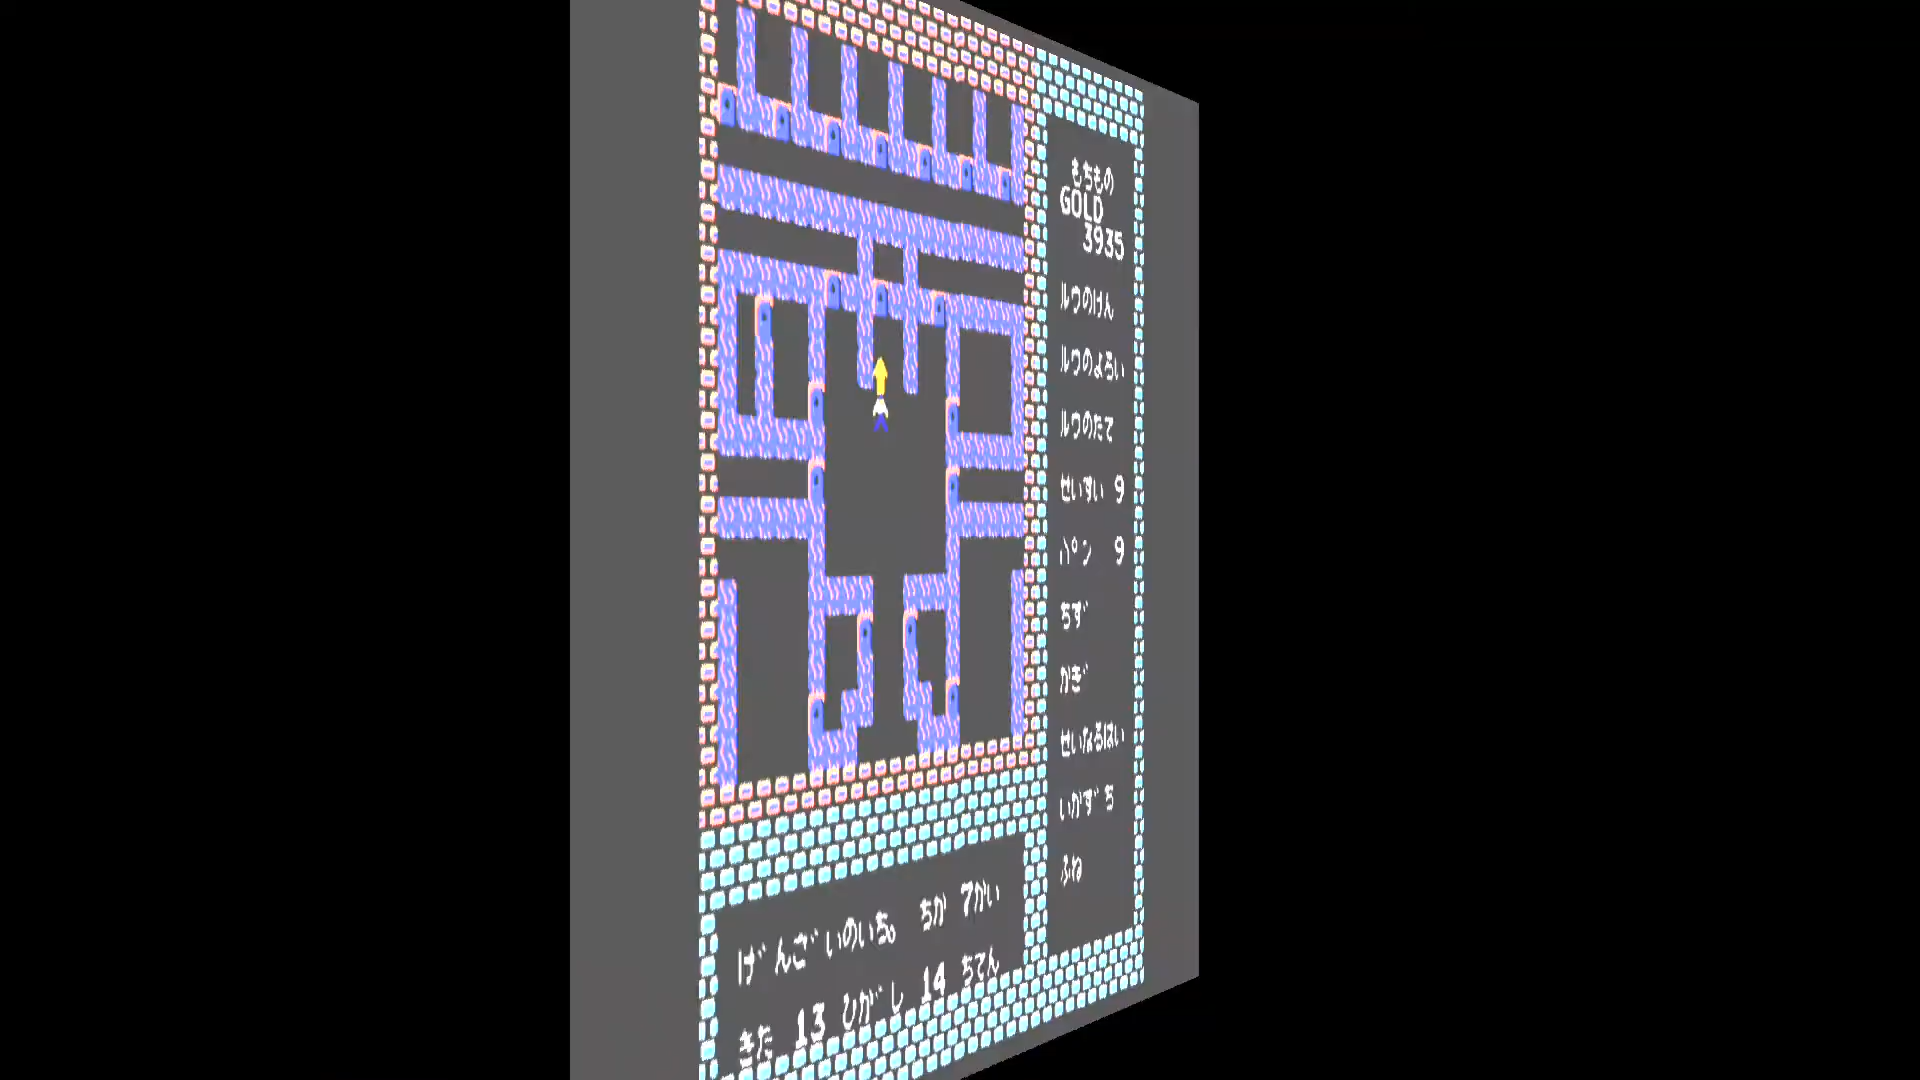 もちもの
GOLD
3935
ルウのけん
ルウのよろい
ルウのたて
せいすい 9
パン 9
ちず
かぎ
せいなるはい
いかずち
ふね
げんざいのいち。 ちか 7かい
きた 13 ひがし 14 ちてん